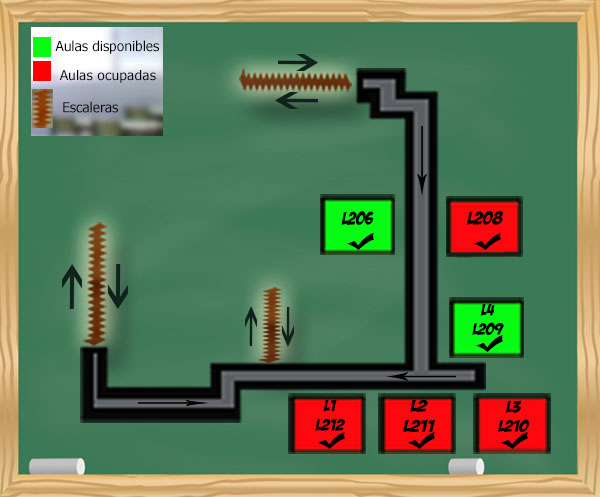 Aulas disponibles
Aulas ocupadas
Escaleras
L206
L208
L4
L209
L1
L212
L2
L211
L3
L210